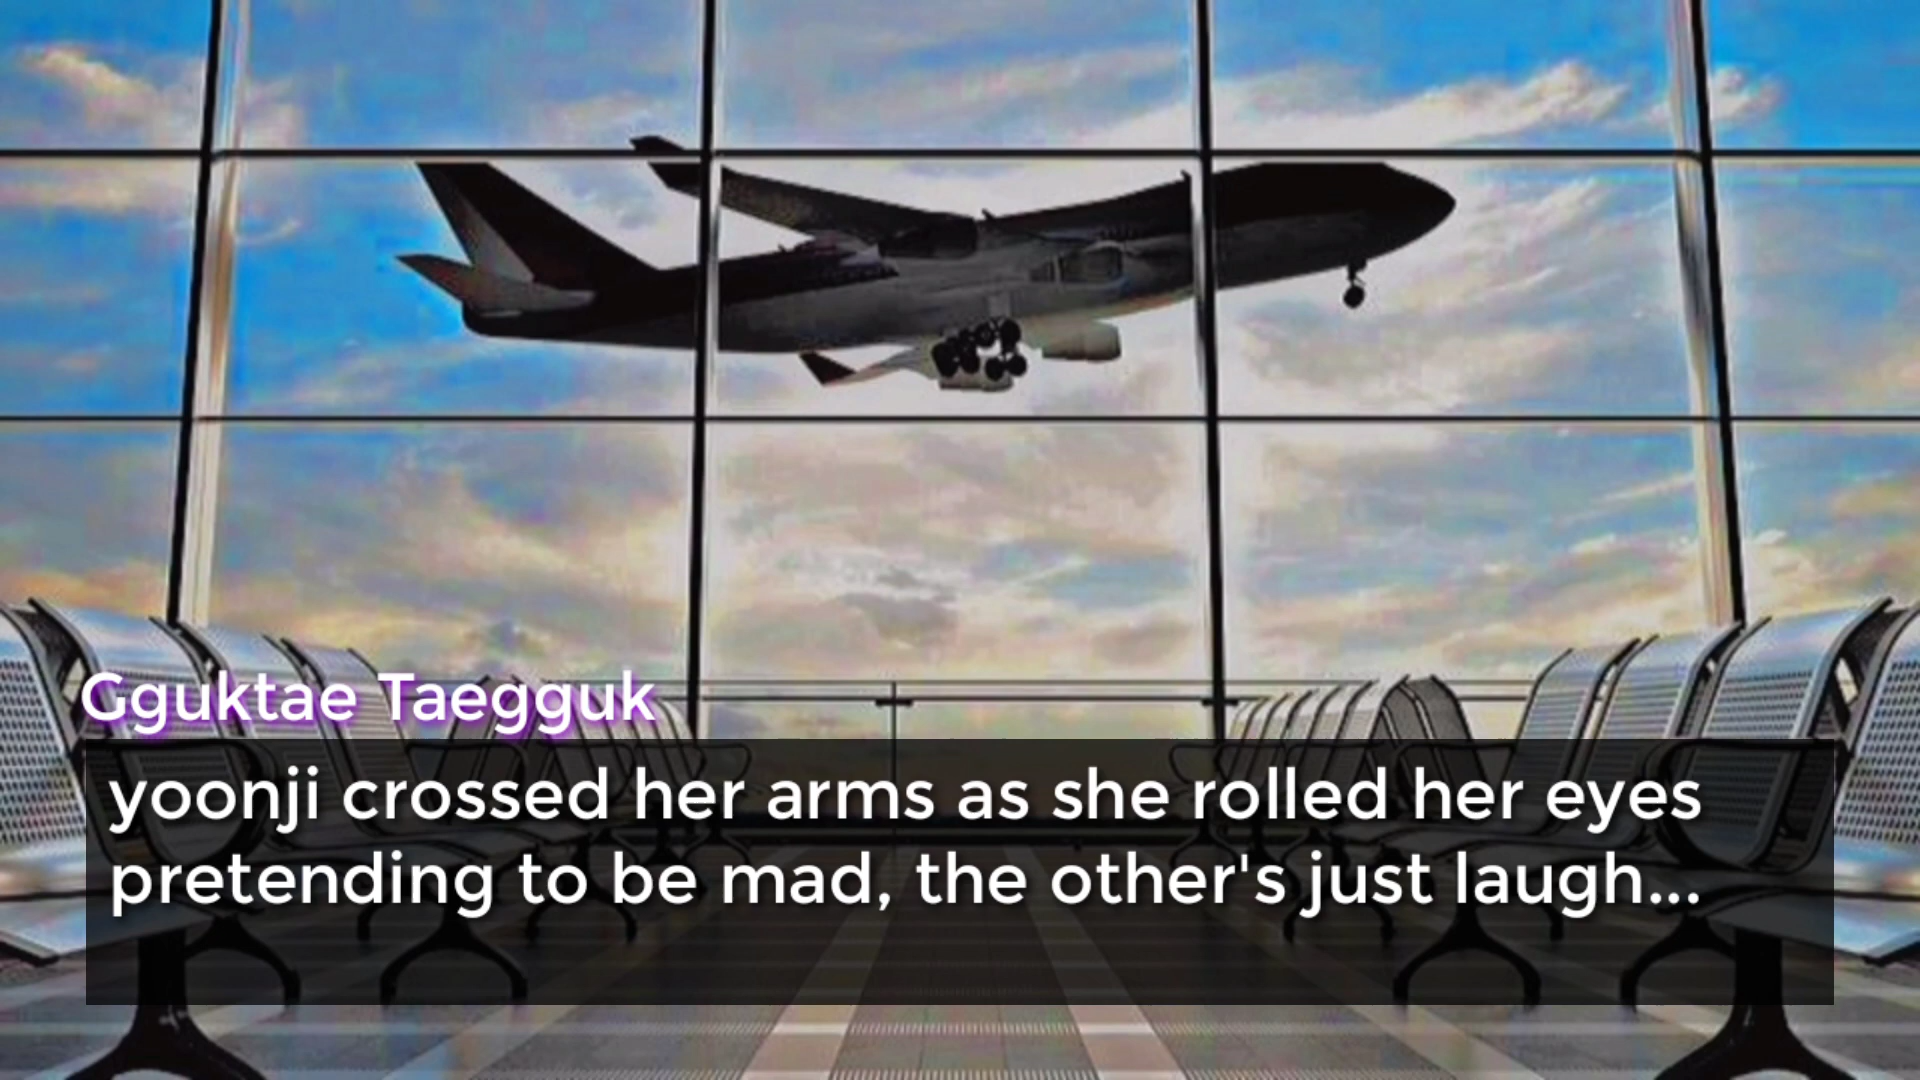 Gguktae Taegguk
yoonji crossed her arms as she rolled her eyes
pretending to be mad, the other's just laugh...